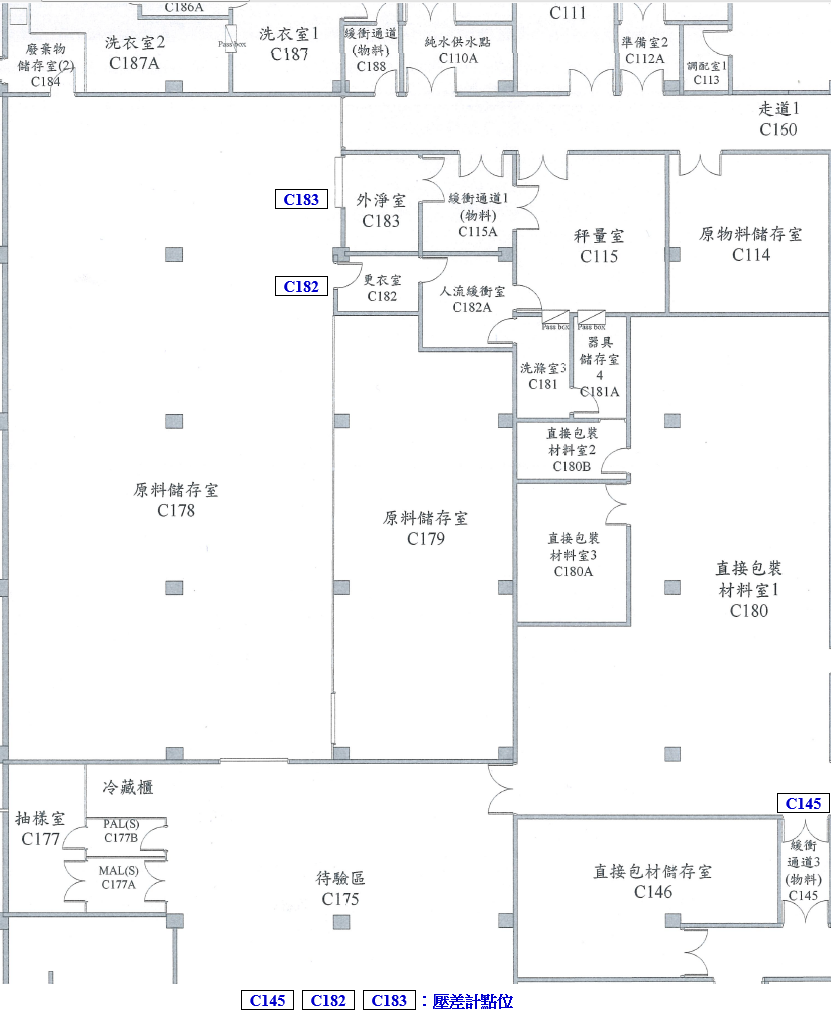 C186A
廢棄物
儲存室(2)
C184
洗衣室2
C187A
Pass box
洗衣室1
C187
緩衝通道
(物料)
C188
純水供水點
C110A
C111
準備室2
C112A
調配室1
C113
走道1
C160
C183
外淨室
C183
緩衝通道1
(物料)
C115A
秤量室
C115
原物料儲存室
C114
C182
更衣室
C182
人流緩衝室
C182A
Pass box
Pass box
洗滌室3
C181
器具
儲存室
4
C181A
直接包裝
材料室2
C180B
原料儲存室
C178
原料儲存室
C179
直接包裝
材料室3
C180A
直接包裝
材料室1
C180
抽樣室
C177
冷藏櫃
PAL(S)
C177B
MAL(S)
C177A
待驗區
C175
直接包材儲存室
C146
C145
緩衝
通道3
(物料)
C145
C145 C182 C183：壓差計點位